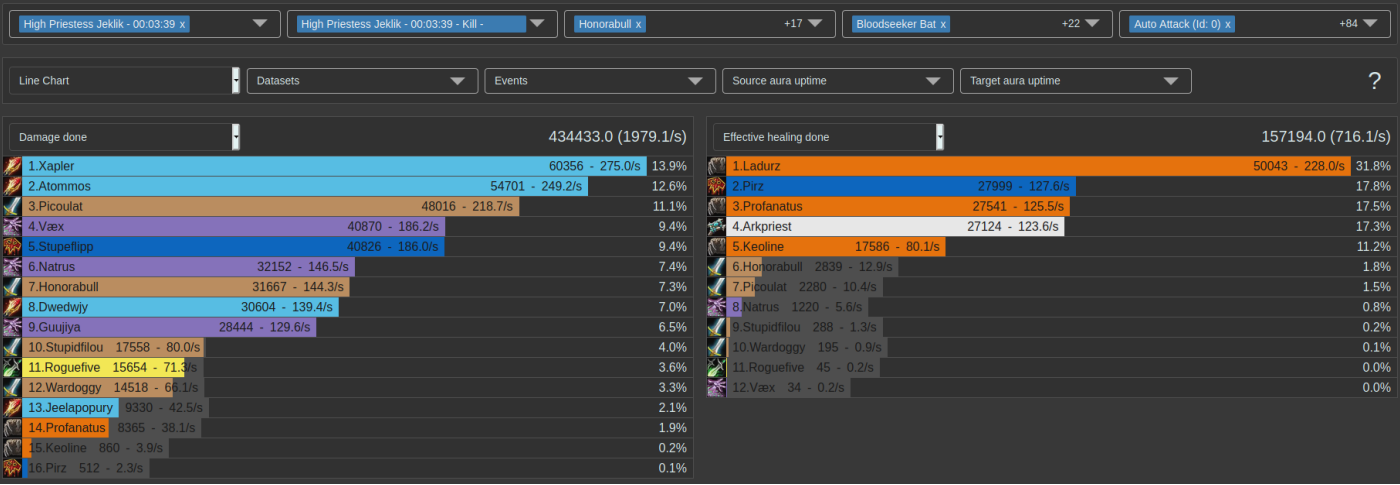 High Priestess Jeklik - 00:03:39 x
High Priestess Jeklik - 00:03:39 - Kill -
Honorabull x +17
Bloodseeker Bat x +22
Auto Attack (Id: 0) x +84
Line Chart
Datasets
Events
Source aura uptime
Target aura uptime
?
Damage done 434433.0 (1979.1/s)
1.Xapler 60356 - 275.0/s 13.9%
2.Atommos 54701 - 249.2/s 12.6%
3.Picoulat 48016 - 218.7/s 11.1%
4.Væx 40870 - 186.2/s 9.4%
5.Stupeflipp 40826 - 186.0/s 9.4%
6.Natrus 32152 - 146.5/s 7.4%
7.Honorabull 31667 - 144.3/s 7.3%
8.Dwedwjy 30604 - 139.4/s 7.0%
9.Guujiya 28444 - 129.6/s 6.5%
10.Stupidfilou 17558 - 80.0/s 4.0%
11.Roguefive 15654 - 71.3/s 3.6%
12.Wardoggy 14518 - 66.1/s 3.3%
13.Jeelapopury 9330 - 42.5/s 2.1%
14.Profanatus 8365 - 38.1/s 1.9%
15.Keoline 860 - 3.9/s 0.2%
16.Pirz 512 - 2.3/s 0.1%
Effective healing done 157194.0 (716.1/s)
1.Ladurz 50043 - 228.0/s 31.8%
2.Pirz 27999 - 127.6/s 17.8%
3.Profanatus 27541 - 125.5/s 17.5%
4.Arkpriest 27124 - 123.6/s 17.3%
5.Keoline 17586 - 80.1/s 11.2%
6.Honorabull 2839 - 12.9/s 1.8%
7.Picoulat 2280 - 10.4/s 1.5%
8.Natrus 1220 - 5.6/s 0.8%
9.Stupidfilou 288 - 1.3/s 0.2%
10.Wardoggy 195 - 0.9/s 0.1%
11.Roguefive 45 - 0.2/s 0.0%
12.Væx 34 - 0.2/s 0.0%